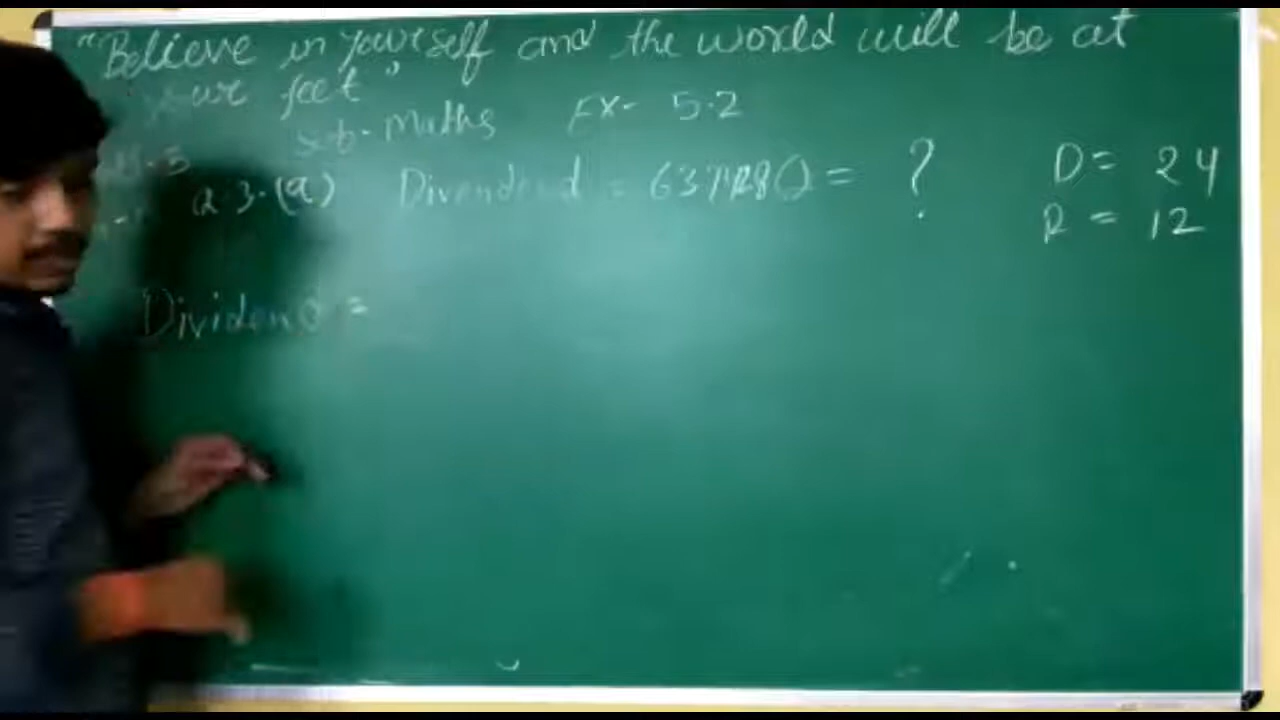 "Believe in yourself and the world will be at
your feet"
Sub- Maths Ex- 5.2
Q.3.(a) Divendend = Q = ? D = 24
R = 12
Dividend =